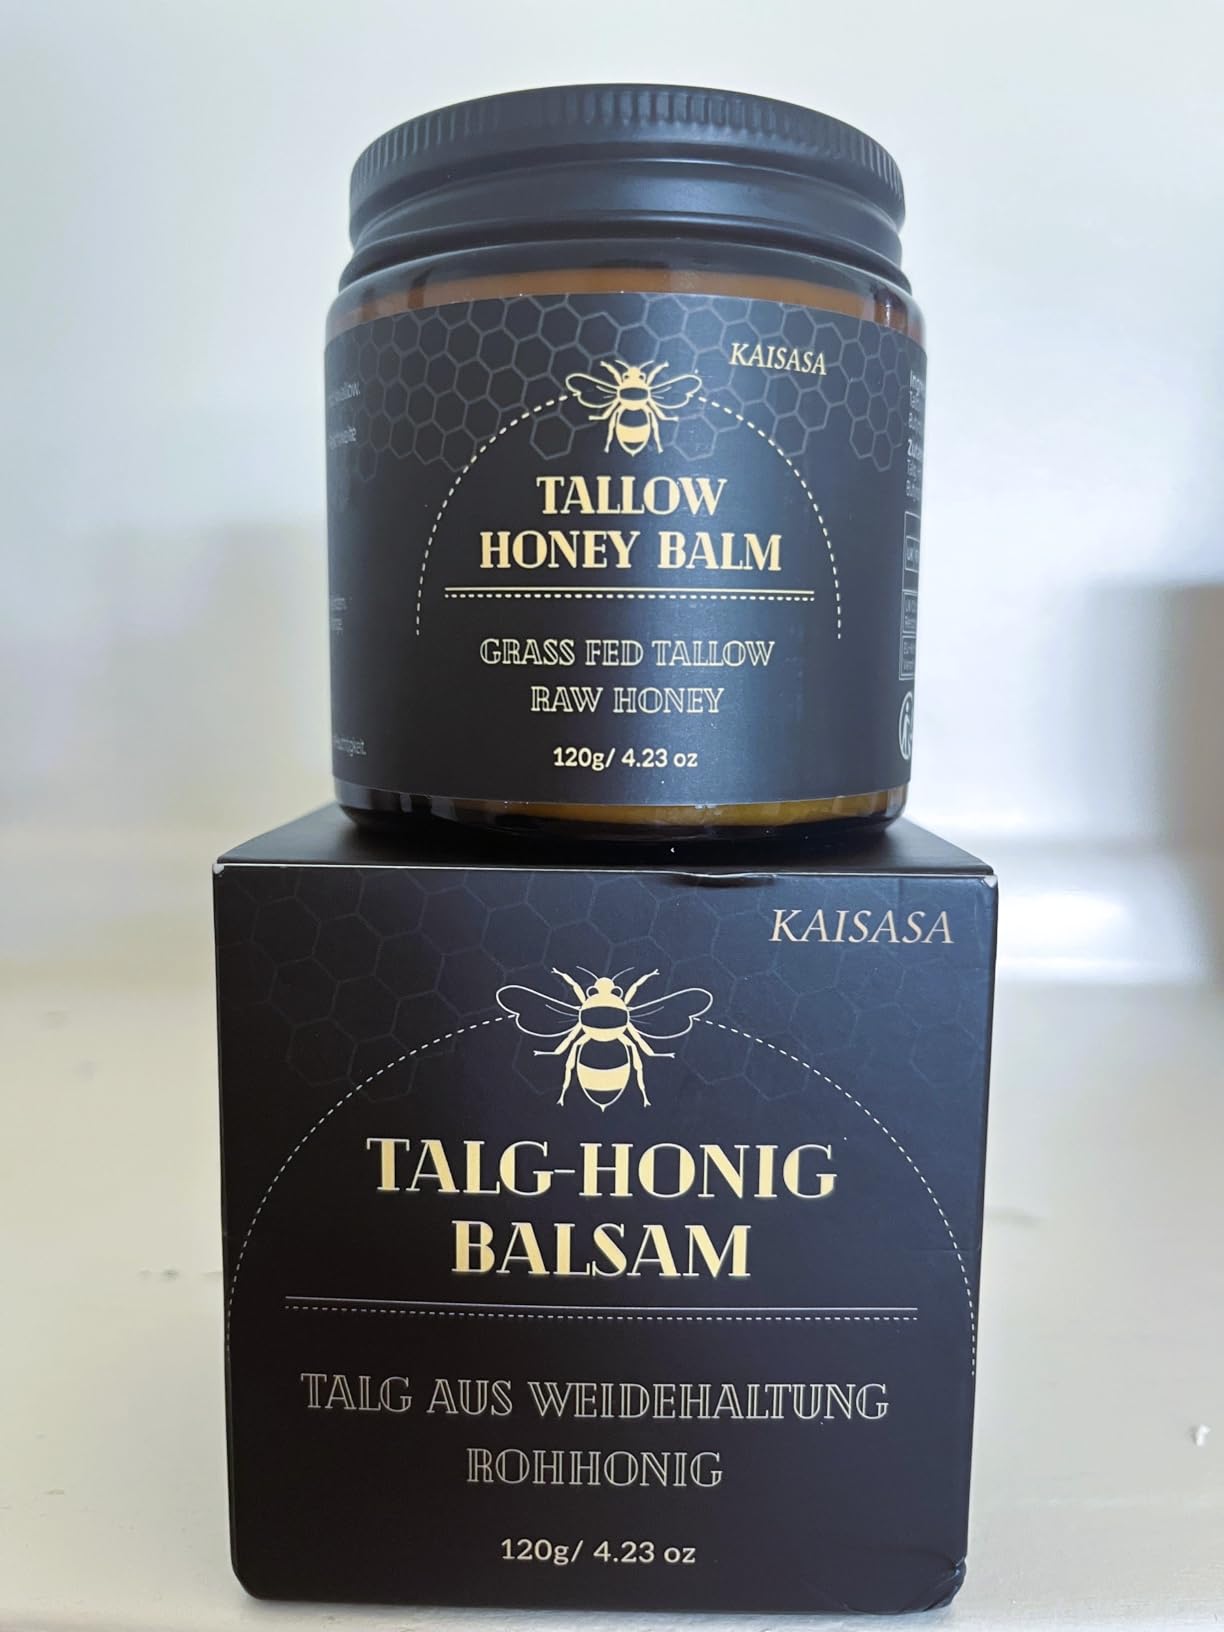 KAISASA
TALLOW
HONEY BALM
GRASS FED TALLOW
RAW HONEY
120g/ 4.23 oz
KAISASA
TALG-HONIG
BALSAM
TALG AUS WEIDEHALTUNG
ROHHONIG
120g/ 4.23 oz